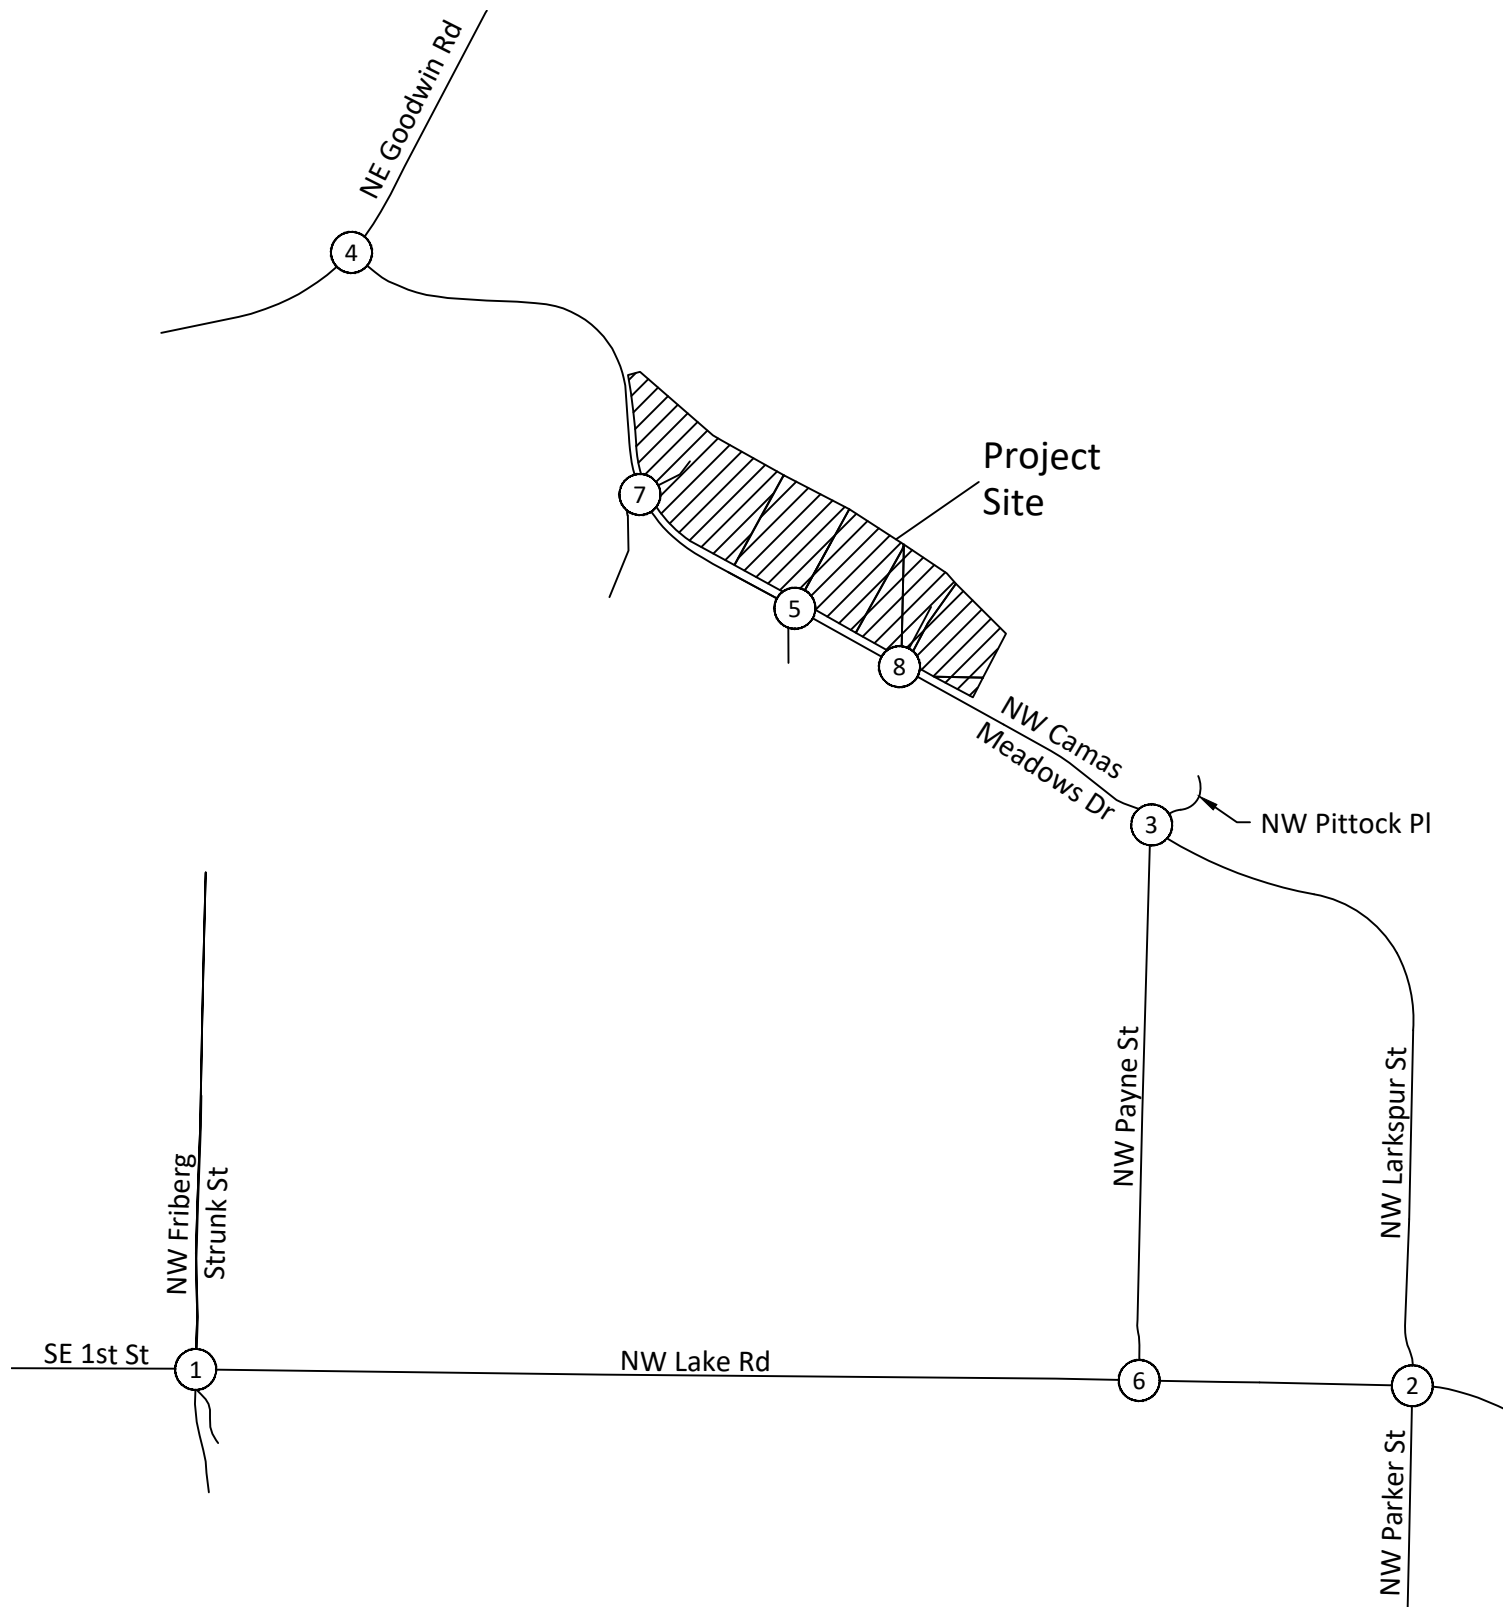 NE Goodwin Rd
4
Project
Site
7
5
8
NW Camas
Meadows Dr
3
NW Pittock Pl
NW Payne St
NW Larkspur St
NW Friberg
Strunk St
SE 1st St
1
NW Lake Rd
6
2
NW Parker St